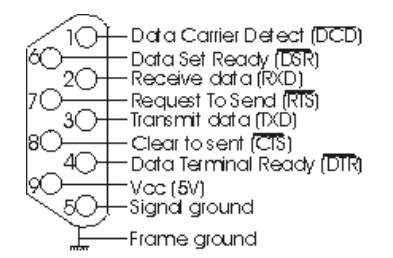 1 Data Carrier Detect (DCD)
6 Data Set Ready (DSR)
2 Receive data (RXD)
7 Request To Send (RTS)
3 Transmit data (TXD)
8 Clear to sent (CTS)
4 Data Terminal Ready (DTR)
9 Vcc (5V)
5 Signal ground
Frame ground